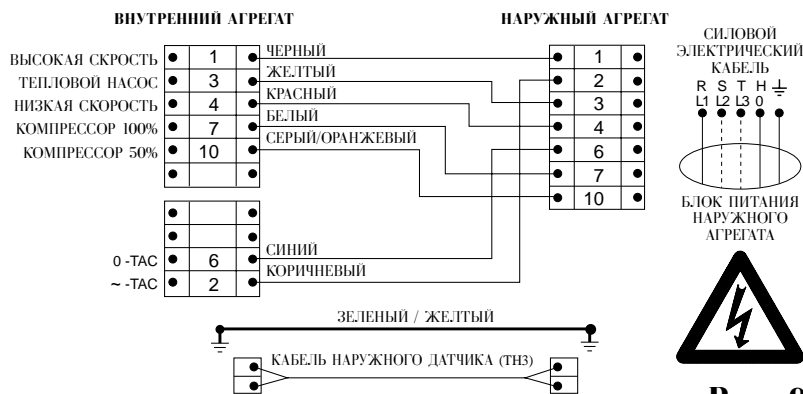 ВНУТРЕННИЙ АГРЕГАТ
НАРУЖНЫЙ АГРЕГАТ
ВЫСОКАЯ СКРОСТЬ 1 ЧЕРНЫЙ 1
ТЕПЛОВОЙ НАСОС 3 ЖЕЛТЫЙ 2
НИЗКАЯ СКОРОСТЬ 4 КРАСНЫЙ 3
КОМПРЕССОР 100% 7 БЕЛЫЙ 4
КОМПРЕССОР 50% 10 СЕРЫЙ/ОРАНЖЕВЫЙ 6
7
10
0 -TAC 6 СИНИЙ
~ -TAC 2 КОРИЧНЕВЫЙ
ЗЕЛЕНЫЙ / ЖЕЛТЫЙ
КАБЕЛЬ НАРУЖНОГО ДАТЧИКА (TH3)
СИЛОВОЙ
ЭЛЕКТРИЧЕСКИЙ
КАБЕЛЬ
R S T H
L1 L2 L3 0
БЛОК ПИТАНИЯ
НАРУЖНОГО
АГРЕГАТА